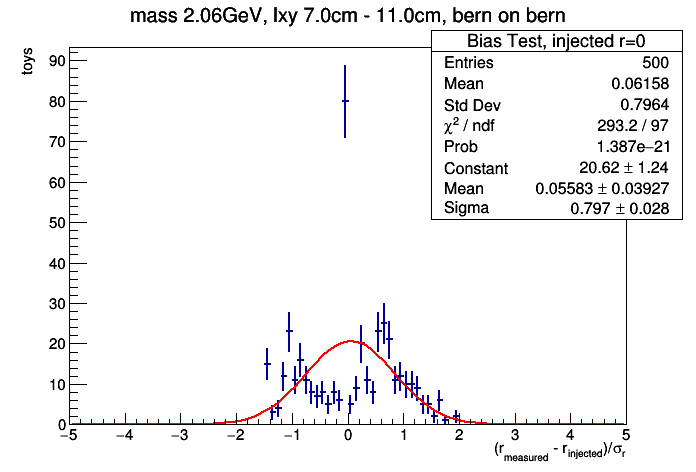 mass 2.06GeV, lxy 7.0cm - 11.0cm, bern on bern
Bias Test, injected r=0
Entries 500
Mean 0.06158
Std Dev 0.7964
χ² / ndf 293.2 / 97
Prob 1.387e−21
Constant 20.62 ± 1.24
Mean 0.05583 ± 0.03927
Sigma 0.797 ± 0.028
toys
90
80
70
60
50
40
30
20
10
0
−5 −4 −3 −2 −1 0 1 2 3 4 5
(r_measured - r_injected)/σ_r